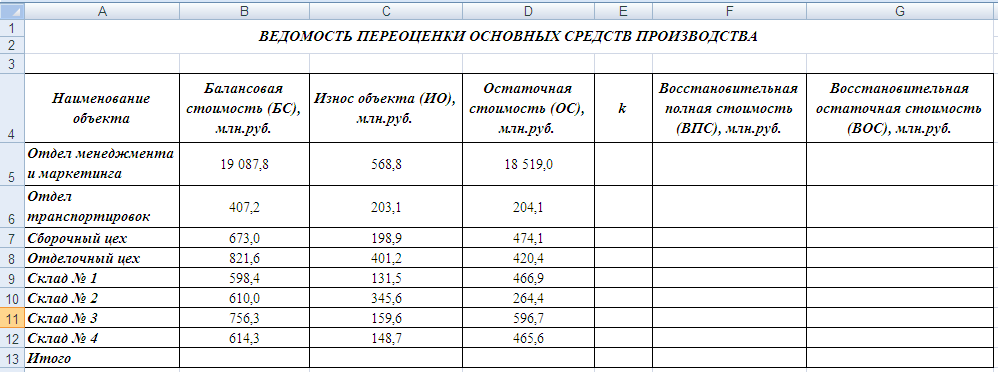 A B C D E F G
1
2 ВЕДОМОСТЬ ПЕРЕОЦЕНКИ ОСНОВНЫХ СРЕДСТВ ПРОИЗВОДСТВА
3
Наименование
объекта
Балансовая
стоимость (БС),
млн.руб.
Износ объекта (ИО),
млн.руб.
Остаточная
стоимость (ОС),
млн.руб.
k
Восстановительная
полная стоимость
(ВПС), млн.руб.
Восстановительная
остаточная стоимость
(ВОС), млн.руб.
4
Отдел менеджмента
и маркетинга
5 19 087,8 568,8 18 519,0
Отдел
транспортировок
6 407,2 203,1 204,1
7 Сборочный цех 673,0 198,9 474,1
8 Отделочный цех 821,6 401,2 420,4
9 Склад № 1 598,4 131,5 466,9
10 Склад № 2 610,0 345,6 264,4
11 Склад № 3 756,3 159,6 596,7
12 Склад № 4 614,3 148,7 465,6
13 Итого